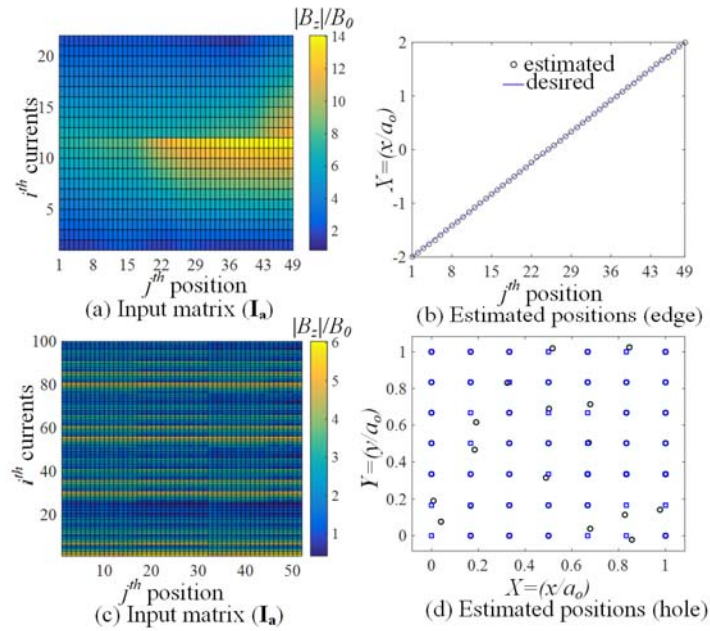 |B_z|/B_0
i^th currents
20
15
10
5
14
12
10
8
6
4
2
1 8 15 22 29 36 43 49
j^th position
(a) Input matrix (I_a)
X=(x/a_o)
2
1
0
-1
-2
estimated
desired
1 8 15 22 29 36 43 49
j^th position
(b) Estimated positions (edge)
|B_z|/B_0
i^th currents
100
80
60
40
20
6
5
4
3
2
1
10 20 30 40 50
j^th position
(c) Input matrix (I_a)
Y=(y/a_o)
1
0.8
0.6
0.4
0.2
0
0 0.2 0.4 0.6 0.8 1
X=(x/a_o)
(d) Estimated positions (hole)